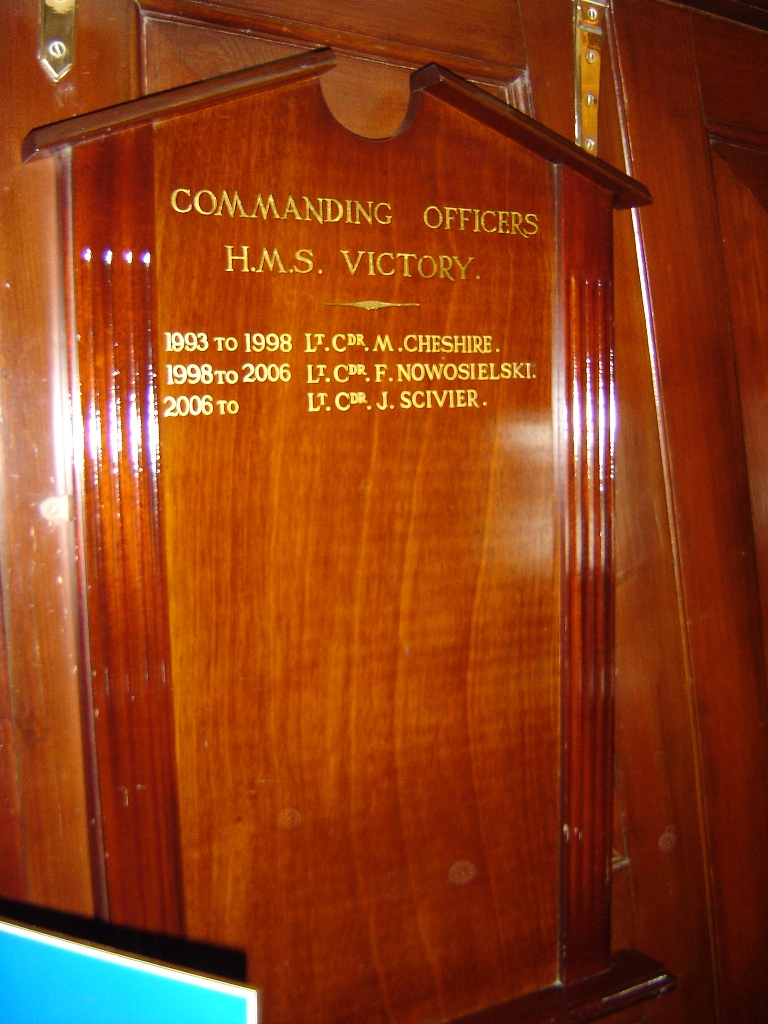 COMMANDING OFFICERS
H.M.S. VICTORY.
1993 TO 1998 LT. CDR. M. CHESHIRE.
1998 TO 2006 LT. CDR. F. NOWOSIELSKI.
2006 TO LT. CDR. J. SCIVIER.